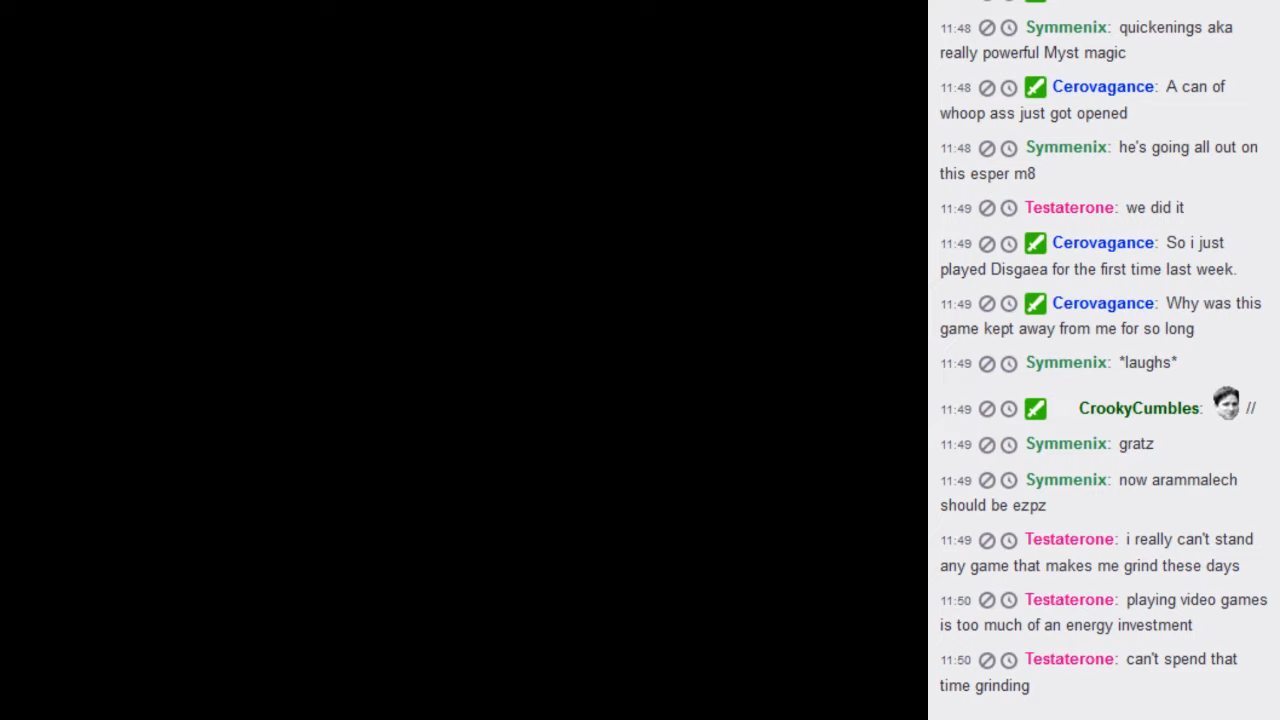 11:48 Symmenix: quickenings aka
really powerful Myst magic
11:48 Cerovagance: A can of
whoop ass just got opened
11:48 Symmenix: he's going all out on
this esper m8
11:49 Testaterone: we did it
11:49 Cerovagance: So i just
played Disgaea for the first time last week.
11:49 Cerovagance: Why was this
game kept away from me for so long
11:49 Symmenix: *laughs*
11:49 CrookyCumbles: //
11:49 Symmenix: gratz
11:49 Symmenix: now arammalech
should be ezpz
11:49 Testaterone: i really can't stand
any game that makes me grind these days
11:50 Testaterone: playing video games
is too much of an energy investment
11:50 Testaterone: can't spend that
time grinding